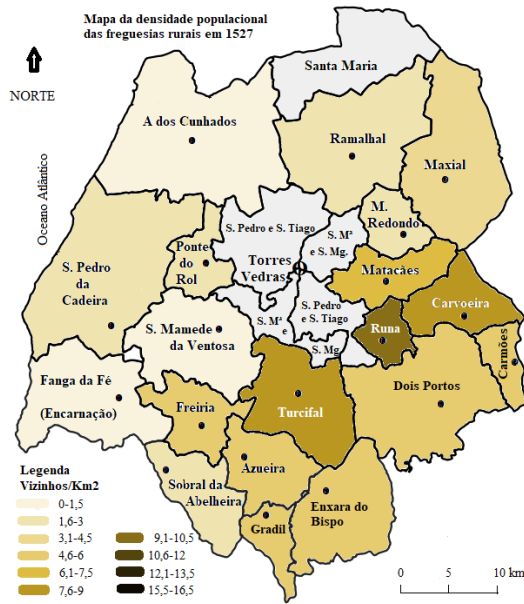 Mapa da densidade populacional
das freguesias rurais em 1527
NORTE
Oceano Atlântico
Santa Maria
A dos Cunhados
Ramalhal
Maxial
M.
Redondo
S. Pedro e S. Tiago
S. Mª
e S. Mg.
Ponte
do
Rol
Torres
Vedras
Matacães
S. Pedro
da
Cadeira
S. Pedro
e S. Tiago
Carvoeira
S. Mamede
da Ventosa
S. Mª
e
S. Mg
Runa
Carmões
Fanga da Fé
(Encarnação)
Freiria
Turcifal
Dois Portos
Azueira
Sobral da
Abelheira
Enxara do
Bispo
Gradil
Legenda
Vizinhos/Km2
0-1,5
1,6-3
3,1-4,5
4,6-6
6,1-7,5
7,6-9
9,1-10,5
10,6-12
12,1-13,5
15,5-16,5
0 5 10 km